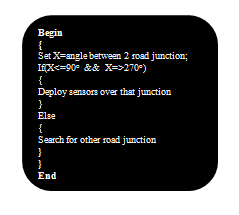 Begin
{
Set X=angle between 2 road junction;
If(X<=90° && X=>270°)
{
Deploy sensors over that junction
}
Else
{
Search for other road junction
}
}
End